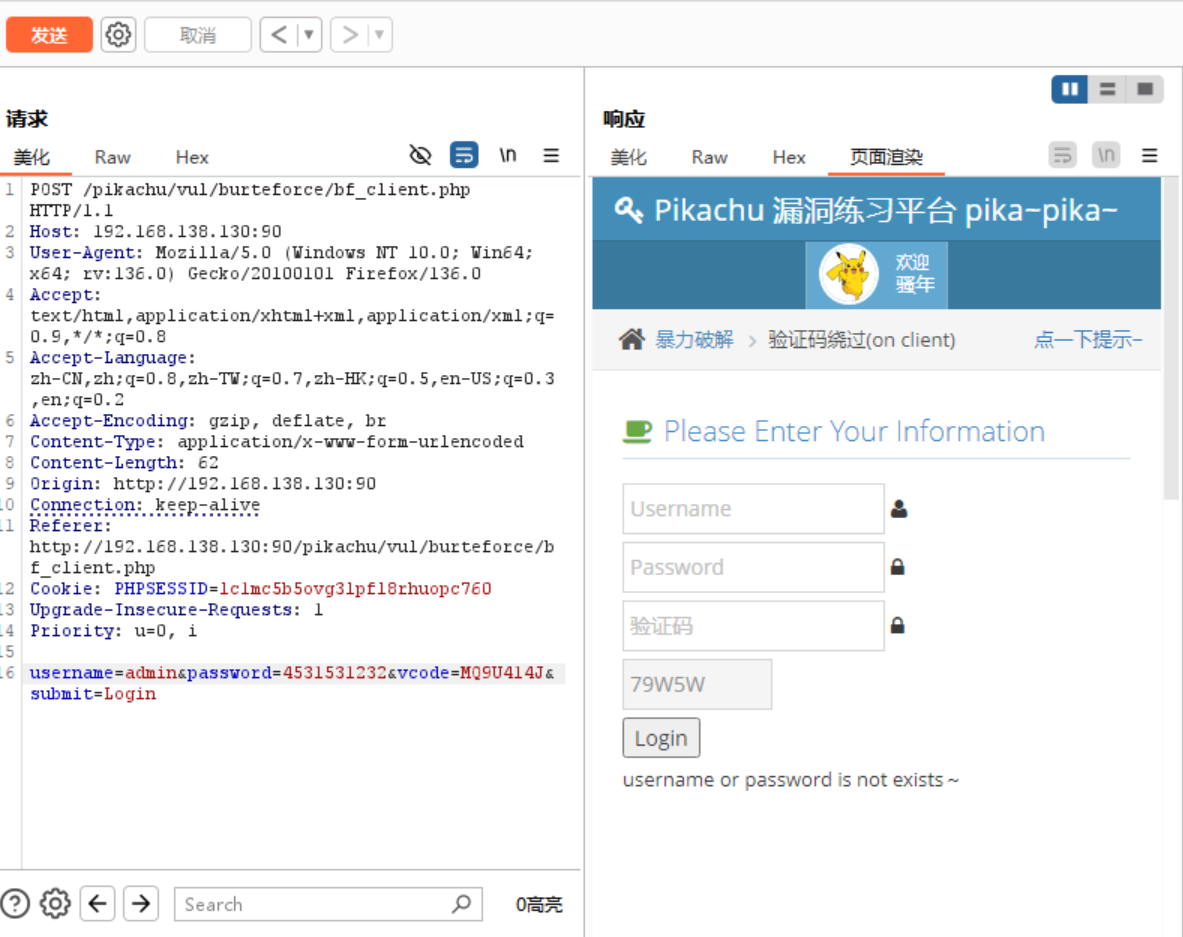 发送
取消
请求
美化 Raw Hex \n
1 POST /pikachu/vul/burteforce/bf_client.php
HTTP/1.1
2 Host: 192.168.138.130:90
3 User-Agent: Mozilla/5.0 (Windows NT 10.0; Win64;
x64; rv:136.0) Gecko/20100101 Firefox/136.0
4 Accept:
text/html,application/xhtml+xml,application/xml;q=
0.9,*/*;q=0.8
5 Accept-Language:
zh-CN,zh;q=0.8,zh-TW;q=0.7,zh-HK;q=0.5,en-US;q=0.3
,en;q=0.2
6 Accept-Encoding: gzip, deflate, br
7 Content-Type: application/x-www-form-urlencoded
8 Content-Length: 62
9 Origin: http://192.168.138.130:90
10 Connection: keep-alive
11 Referer:
http://192.168.138.130:90/pikachu/vul/burteforce/b
f_client.php
12 Cookie: PHPSESSID=lclmc5b5ovg3lpfl8rhuopc760
13 Upgrade-Insecure-Requests: 1
14 Priority: u=0, i
15
16 username=admin&password=4531531232&vcode=MQ9U414J&
submit=Login
Search
0高亮
响应
美化 Raw Hex 页面渲染 \n
Pikachu 漏洞练习平台 pika~pika~
欢迎
骚年
暴力破解 > 验证码绕过(on client) 点一下提示~
Please Enter Your Information
Username
Password
验证码
79W5W
Login
username or password is not exists～